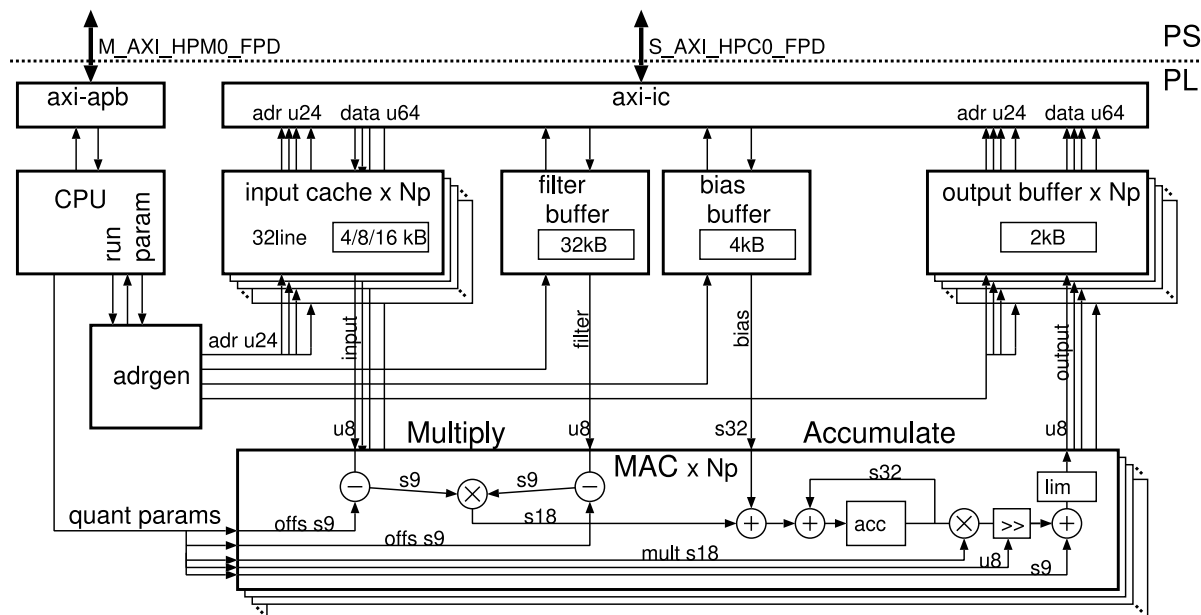 M_AXI_HPM0_FPD
S_AXI_HPC0_FPD
PS
PL
axi-apb
axi-ic
adr u24
data u64
adr u24
data u64
CPU
run
param
input cache x Np
32line
4/8/16 kB
filter
buffer
32kB
bias
buffer
4kB
output buffer x Np
2kB
adrgen
adr u24
input
filter
bias
output
u8
Multiply
u8
s32
Accumulate
u8
MAC x Np
−
s9
×
s9
−
s32
lim
quant params
offs s9
offs s9
s18
+
+
acc
×
>>
+
mult s18
u8
s9